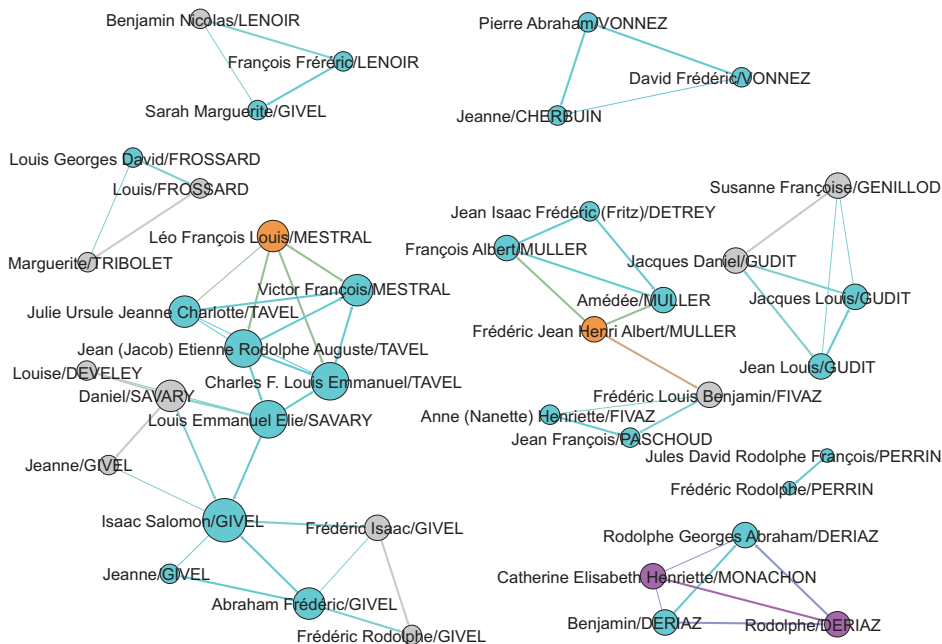 Benjamin Nicolas/LENOIR
François Fréréric/LENOIR
Sarah Marguerite/GIVEL
Pierre Abraham/VONNEZ
David Frédéric/VONNEZ
Jeanne/CHERBUIN
Louis Georges David/FROSSARD
Louis/FROSSARD
Marguerite/TRIBOLET
Léo François Louis/MESTRAL
Victor François/MESTRAL
Julie Ursule Jeanne Charlotte/TAVEL
Jean (Jacob) Etienne Rodolphe Auguste/TAVEL
Charles F. Louis Emmanuel/TAVEL
Louise/DEVELEY
Daniel/SAVARY
Louis Emmanuel Elie/SAVARY
Jeanne/GIVEL
Isaac Salomon/GIVEL
Frédéric Isaac/GIVEL
Jeanne/GIVEL
Abraham Frédéric/GIVEL
Frédéric Rodolphe/GIVEL
Jean Isaac Frédéric (Fritz)/DETREY
François Albert/MULLER
Amédée/MULLER
Frédéric Jean Henri Albert/MULLER
Frédéric Louis Benjamin/FIVAZ
Anne (Nanette) Henriette/FIVAZ
Jean François/PASCHOUD
Susanne Françoise/GENILLOD
Jacques Daniel/GUDIT
Jacques Louis/GUDIT
Jean Louis/GUDIT
Jules David Rodolphe François/PERRIN
Frédéric Rodolphe/PERRIN
Rodolphe Georges Abraham/DERIAZ
Catherine Elisabeth Henriette/MONACHON
Benjamin/DERIAZ
Rodolphe/DERIAZ